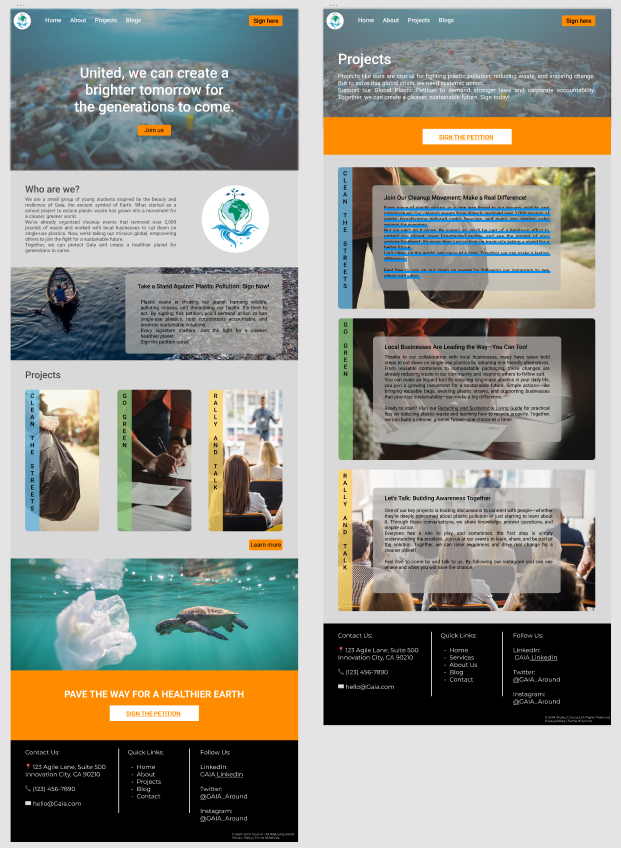 Home About Projects Blogs
Sign here
United, we can create a
brighter tomorrow for
the generations to come.
Join us
Who are we?
We are a small group of young students inspired by the beauty and
resilience of Gaia, the ancient symbol of Earth. What started as a
school project to reduce plastic waste has grown into a movement for
a cleaner, greener world.
We've already organized cleanup events that removed over 2,000
pounds of waste and worked with local businesses to cut down on
single-use plastics. Now, we're taking our mission global, empowering
others to join the fight for a sustainable future.
Together, we can protect Gaia and create a healthier planet for
generations to come.
Take a Stand Against Plastic Pollution: Sign Now!
Plastic waste is choking our planet, harming wildlife,
polluting oceans, and threatening our health. It's time to
act. By signing this petition, you'll demand action to ban
single-use plastics, hold corporations accountable, and
promote sustainable solutions.
Every signature matters. Join the fight for a cleaner,
healthier planet.
Sign the petition today!
Projects
CLEAN THE STREETS
GO GREEN
RALLY AND TALK
Learn more
PAVE THE WAY FOR A HEALTHIER EARTH
SIGN THE PETITION
Contact Us:
123 Agile Lane, Suite 500
Innovation City, CA 90210
(123) 456-7890
hello@Gaia.com
Quick Links:
Home
About
Projects
Blog
Contact
Follow Us:
LinkedIn:
GAIA LinkedIn
Twitter:
@GAIA_Around
Instagram:
@GAIA_Around
Home About Projects Blogs
Sign here
Projects
Projects like ours are crucial for fighting plastic pollution, reducing waste, and inspiring change.
But to solve this global crisis, we need systemic action.
Support our Global Plastic Petition to demand stronger laws and corporate accountability.
Together, we can create a cleaner, sustainable future. Sign today!
SIGN THE PETITION
CLEAN THE STREETS
Join Our Cleanup Movement: Make a Real Difference!
GO GREEN
Local Businesses Are Leading the Way—You Can Too!
Thanks to our collaboration with local businesses, many have taken bold
steps to cut down on single-use plastics by adopting eco-friendly alternatives.
From reusable containers to compostable packaging, these changes are
already reducing waste in our community and inspiring others to follow suit.
You can make an impact too! By reducing single-use plastics in your daily life,
you join a growing movement for a sustainable future. Simple actions—like
bringing reusable bags, avoiding plastic straws, and supporting businesses
that prioritize sustainability—can make a big difference.
Ready to start? Visit our Recycling and Sustainable Living Guide for practical
tips on reducing plastic waste and learning how to recycle properly. Together,
we can build a cleaner, greener future—one choice at a time.
RALLY AND TALK
Let's Talk: Building Awareness Together
One of our key projects is hosting discussions to connect with people—whether
they're deeply concerned about plastic pollution or just starting to learn about
it. Through these conversations, we share knowledge, answer questions, and
inspire action.
Everyone has a role to play, and sometimes, the first step is simply
understanding the problem. Join us at our events to learn, share, and be part of
the solution. Together, we can raise awareness and drive real change for a
cleaner planet!
Feel free to come by and talk to us. By following our instagram you can see
where and when you will have the chance.
Contact Us:
123 Agile Lane, Suite 500
Innovation City, CA 90210
(123) 456-7890
hello@Gaia.com
Quick Links:
Home
Services
About Us
Blog
Contact
Follow Us:
LinkedIn:
GAIA LinkedIn
Twitter:
@GAIA_Around
Instagram:
@GAIA_Around